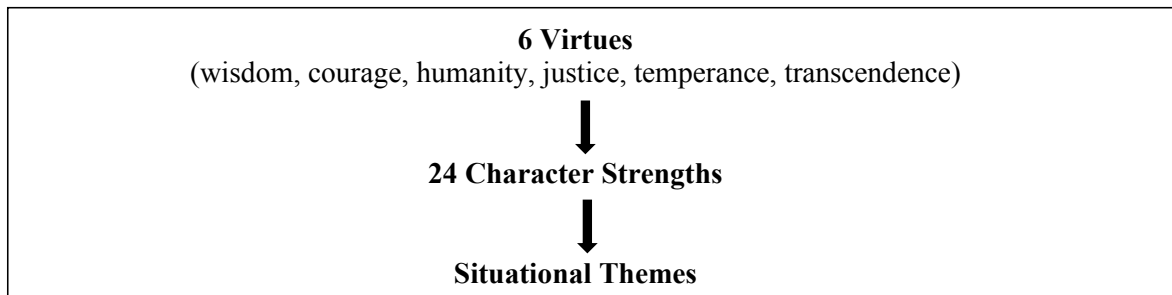 6 Virtues
(wisdom, courage, humanity, justice, temperance, transcendence)
24 Character Strengths
Situational Themes